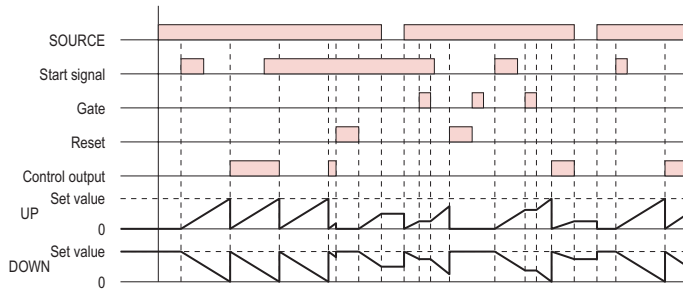 SOURCE
Start signal
Gate
Reset
Control output
Set value
UP
0
Set value
DOWN
0